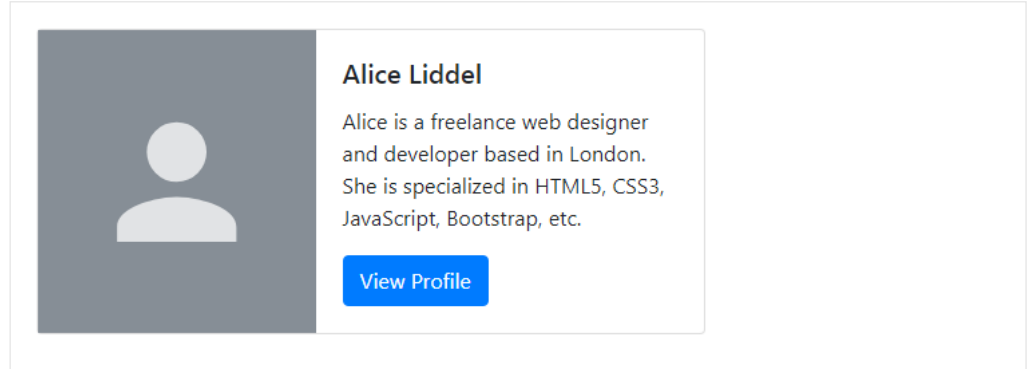 Alice Liddel
Alice is a freelance web designer
and developer based in London.
She is specialized in HTML5, CSS3,
JavaScript, Bootstrap, etc.
View Profile